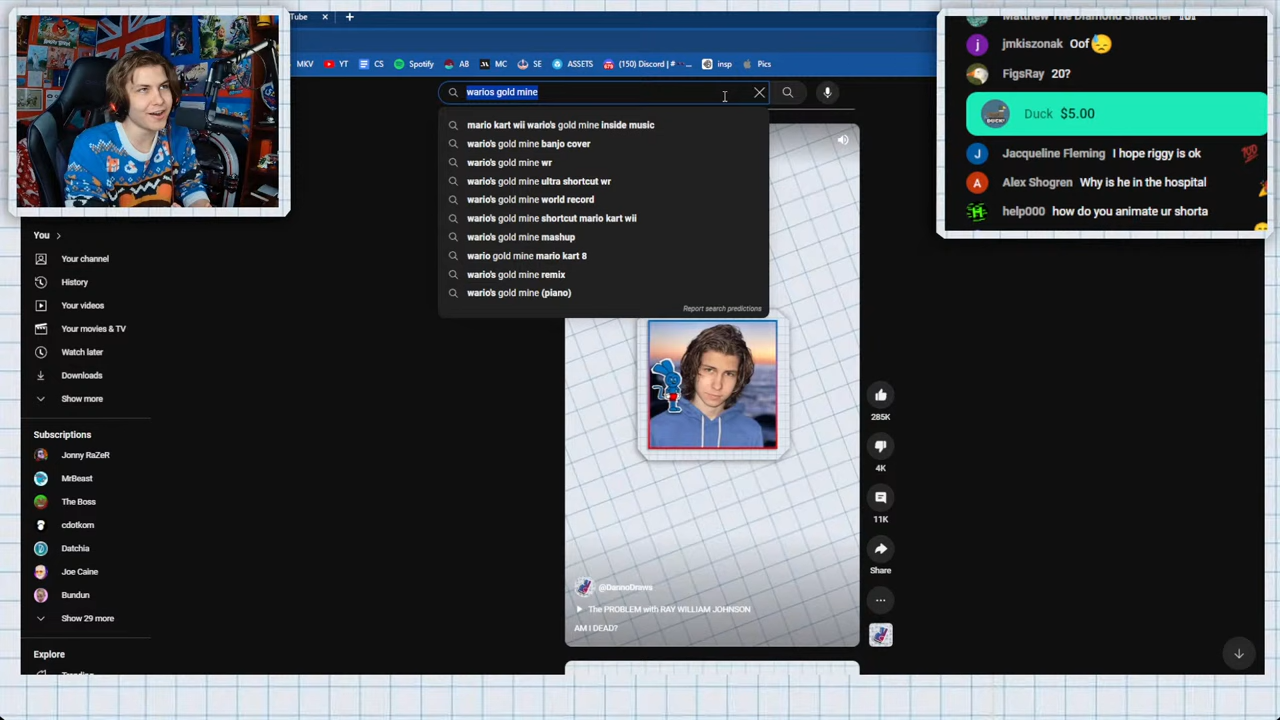 Tube
MKV
YT
CS
Spotify
AB
MC
SE
ASSETS
(150) Discord | #
insp
Pics
warios gold mine
mario kart wii wario's gold mine inside music
wario's gold mine banjo cover
wario's gold mine wr
wario's gold mine ultra shortcut wr
wario's gold mine world record
wario's gold mine shortcut mario kart wii
wario's gold mine mashup
wario gold mine mario kart 8
wario's gold mine remix
wario's gold mine (piano)
Report search predictions
Matthew The Diamond Snatcher
jmkiszonak Oof
FigsRay 20?
Duck $5.00
Jacqueline Fleming I hope riggy is ok
Alex Shogren Why is he in the hospital
help000 how do you animate ur shorta
You
Your channel
History
Your videos
Your movies & TV
Watch later
Downloads
Show more
Subscriptions
Jonny RaZeR
MrBeast
The Boss
cdotkom
Datchia
Joe Caine
Bundun
Show 29 more
Explore
Trending
285K
4K
11K
Share
@DannoDraws
The PROBLEM with RAY WILLIAM JOHNSON
AM I DEAD?